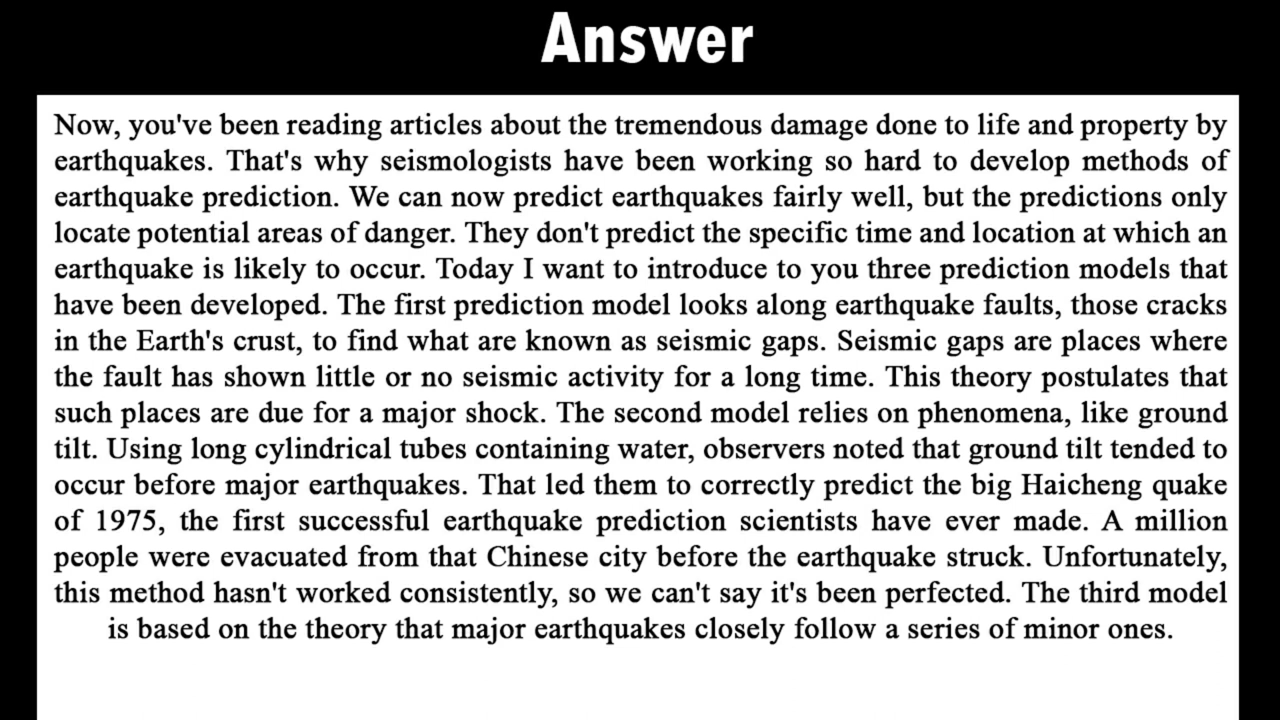 Answer
Now, you've been reading articles about the tremendous damage done to life and property by
earthquakes. That's why seismologists have been working so hard to develop methods of
earthquake prediction. We can now predict earthquakes fairly well, but the predictions only
locate potential areas of danger. They don't predict the specific time and location at which an
earthquake is likely to occur. Today I want to introduce to you three prediction models that
have been developed. The first prediction model looks along earthquake faults, those cracks
in the Earth's crust, to find what are known as seismic gaps. Seismic gaps are places where
the fault has shown little or no seismic activity for a long time. This theory postulates that
such places are due for a major shock. The second model relies on phenomena, like ground
tilt. Using long cylindrical tubes containing water, observers noted that ground tilt tended to
occur before major earthquakes. That led them to correctly predict the big Haicheng quake
of 1975, the first successful earthquake prediction scientists have ever made. A million
people were evacuated from that Chinese city before the earthquake struck. Unfortunately,
this method hasn't worked consistently, so we can't say it's been perfected. The third model
is based on the theory that major earthquakes closely follow a series of minor ones.